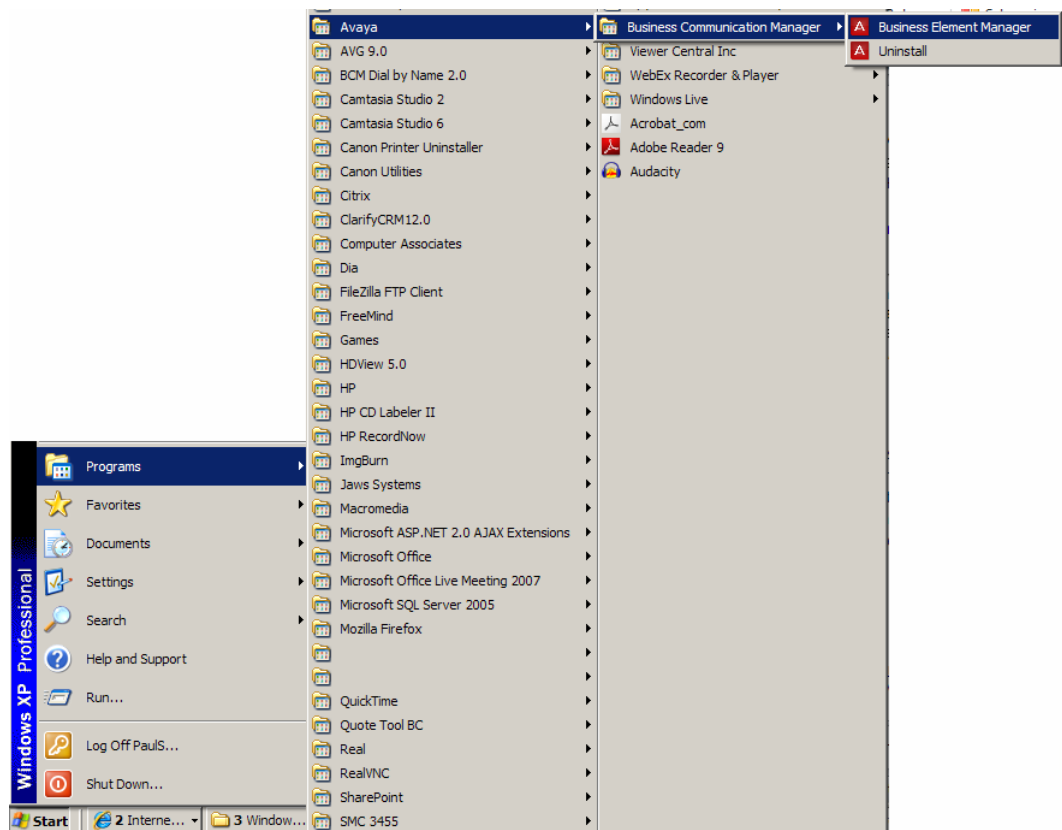 Avaya
AVG 9.0
BCM Dial by Name 2.0
Camtasia Studio 2
Camtasia Studio 6
Canon Printer Uninstaller
Canon Utilities
Citrix
ClarifyCRM12.0
Computer Associates
Dia
FileZilla FTP Client
FreeMind
Games
HDView 5.0
HP
HP CD Labeler II
HP RecordNow
ImgBurn
Jaws Systems
Macromedia
Microsoft ASP.NET 2.0 AJAX Extensions
Microsoft Office
Microsoft Office Live Meeting 2007
Microsoft SQL Server 2005
Mozilla Firefox
QuickTime
Quote Tool BC
Real
RealVNC
SharePoint
SMC 3455
Business Communication Manager
Viewer Central Inc
WebEx Recorder & Player
Windows Live
Acrobat_com
Adobe Reader 9
Audacity
Business Element Manager
Uninstall
Programs
Favorites
Documents
Settings
Search
Help and Support
Run...
Log Off PaulS...
Shut Down...
Windows XP Professional
Start
2 Interne...
3 Window...